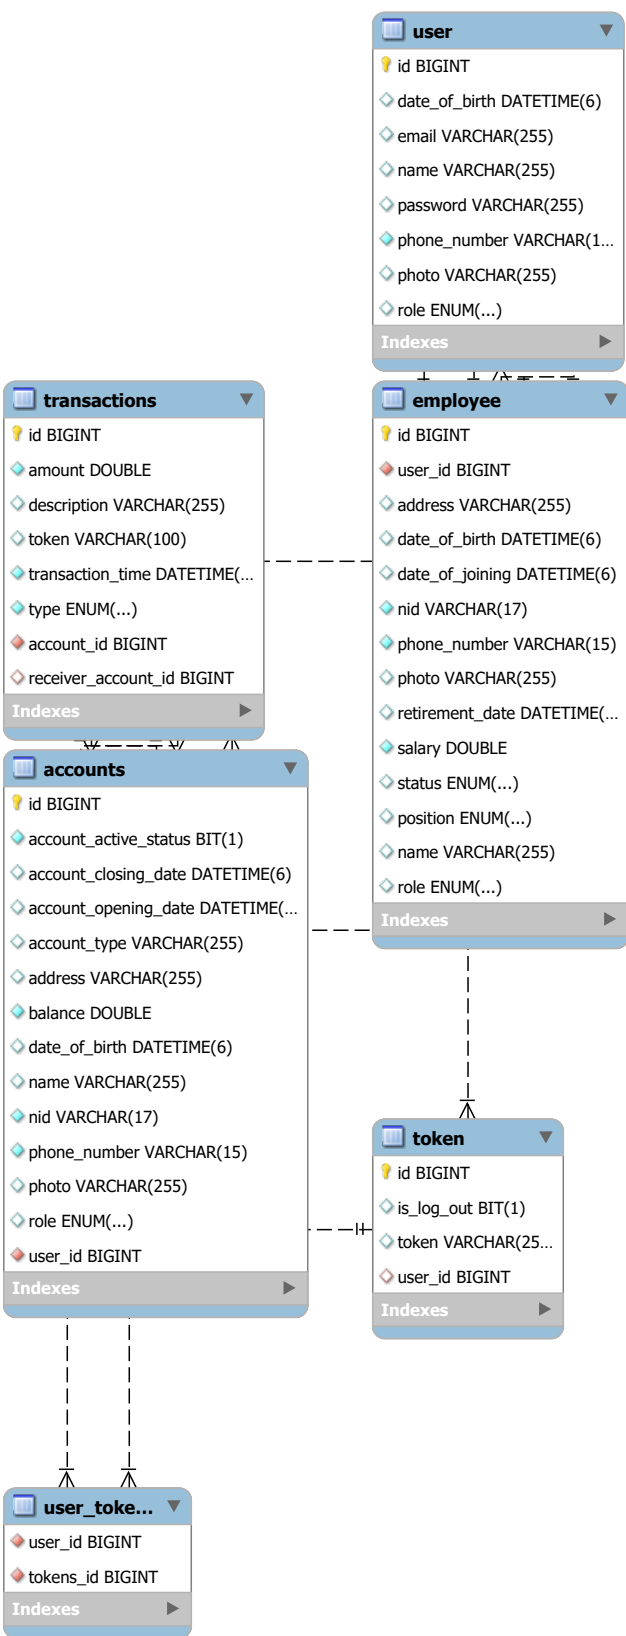 user
id BIGINT
date_of_birth DATETIME(6)
email VARCHAR(255)
name VARCHAR(255)
password VARCHAR(255)
phone_number VARCHAR(1...
photo VARCHAR(255)
role ENUM(...)
Indexes
transactions
id BIGINT
amount DOUBLE
description VARCHAR(255)
token VARCHAR(100)
transaction_time DATETIME(...
type ENUM(...)
account_id BIGINT
receiver_account_id BIGINT
Indexes
employee
id BIGINT
user_id BIGINT
address VARCHAR(255)
date_of_birth DATETIME(6)
date_of_joining DATETIME(6)
nid VARCHAR(17)
phone_number VARCHAR(15)
photo VARCHAR(255)
retirement_date DATETIME(...
salary DOUBLE
status ENUM(...)
position ENUM(...)
name VARCHAR(255)
role ENUM(...)
Indexes
accounts
id BIGINT
account_active_status BIT(1)
account_closing_date DATETIME(6)
account_opening_date DATETIME(...
account_type VARCHAR(255)
address VARCHAR(255)
balance DOUBLE
date_of_birth DATETIME(6)
name VARCHAR(255)
nid VARCHAR(17)
phone_number VARCHAR(15)
photo VARCHAR(255)
role ENUM(...)
user_id BIGINT
Indexes
token
id BIGINT
is_log_out BIT(1)
token VARCHAR(25...
user_id BIGINT
Indexes
user_toke...
user_id BIGINT
tokens_id BIGINT
Indexes